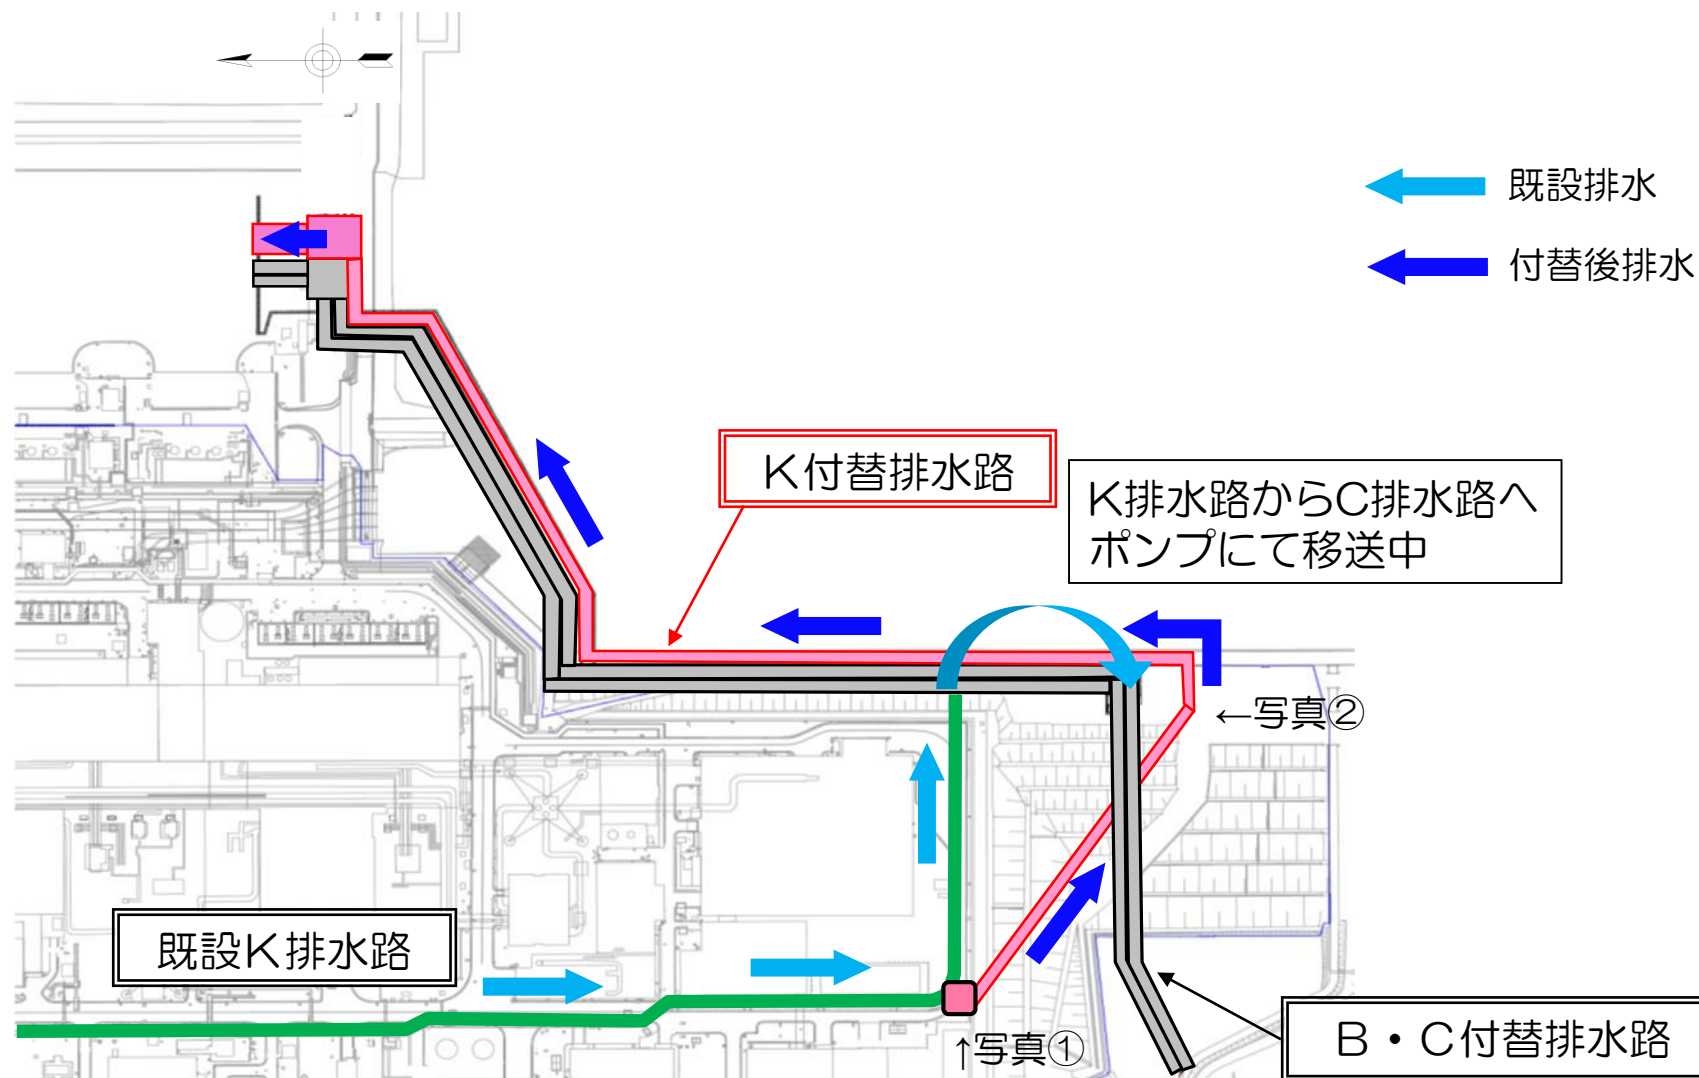 既設排水
付替後排水
K付替排水路
K排水路からC排水路へ
ポンプにて移送中
←写真②
既設K排水路
↑写真①
B・C付替排水路